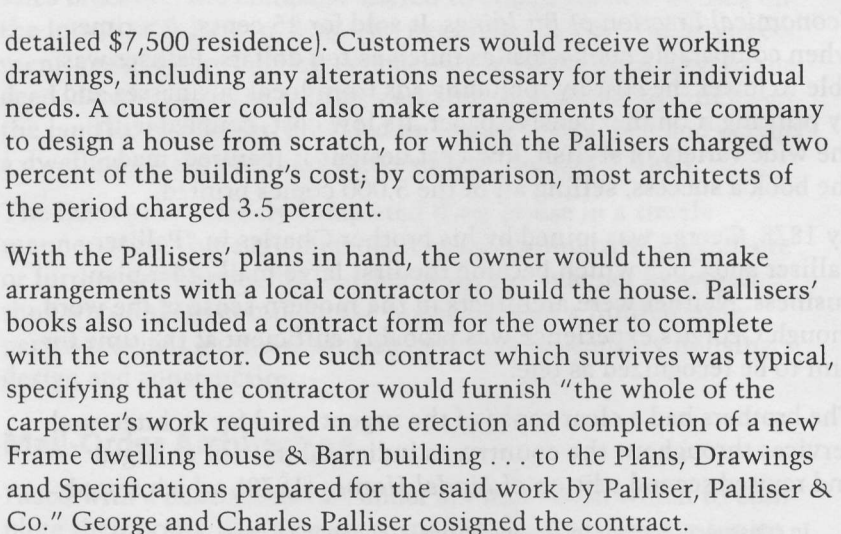 detailed $7,500 residence). Customers would receive working
drawings, including any alterations necessary for their individual
needs. A customer could also make arrangements for the company
to design a house from scratch, for which the Pallisers charged two
percent of the building's cost; by comparison, most architects of
the period charged 3.5 percent.
With the Pallisers, plans in hand, the owner would then make
arrangements with a local contractor to build the house. Pallisers'
books also included a contract form for the owner to complete
with the contractor. One such contract which survives was typical,
specifying that the contractor would furnish "the whole of the
carpenter's work required in the erection and completion of a new
Frame dwelling house & Barn building .... to the Plans, Drawings
and Specifications prepared for the said work by Palliser, Palliser &
Co." George and Charles Palliser cosigned the contract.